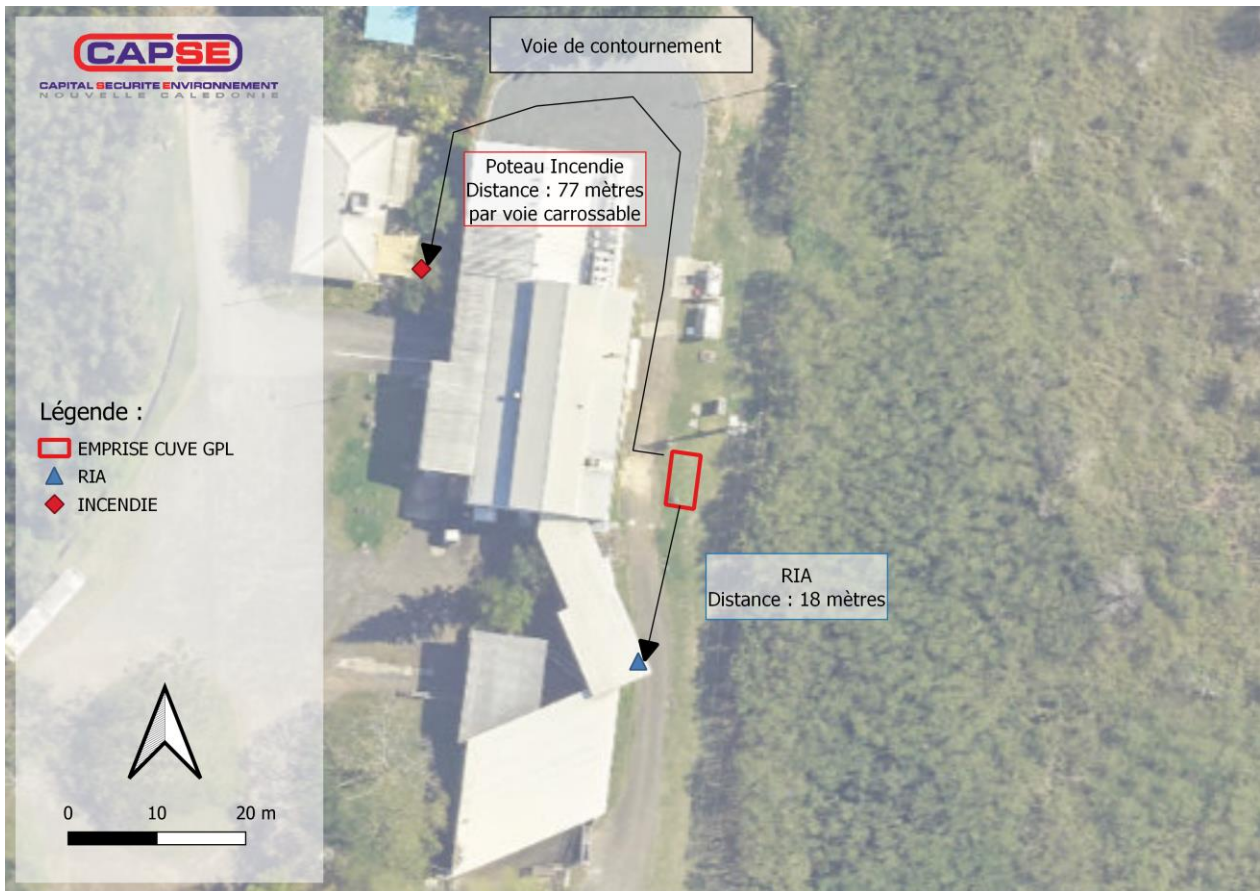 CAPSE
CAPITAL SECURITE ENVIRONNEMENT
NOUVELLE CALEDONIE
Voie de contournement
Poteau Incendie
Distance : 77 mètres
par voie carrossable
Légende :
EMPRISE CUVE GPL
RIA
INCENDIE
RIA
Distance : 18 mètres
0 10 20 m